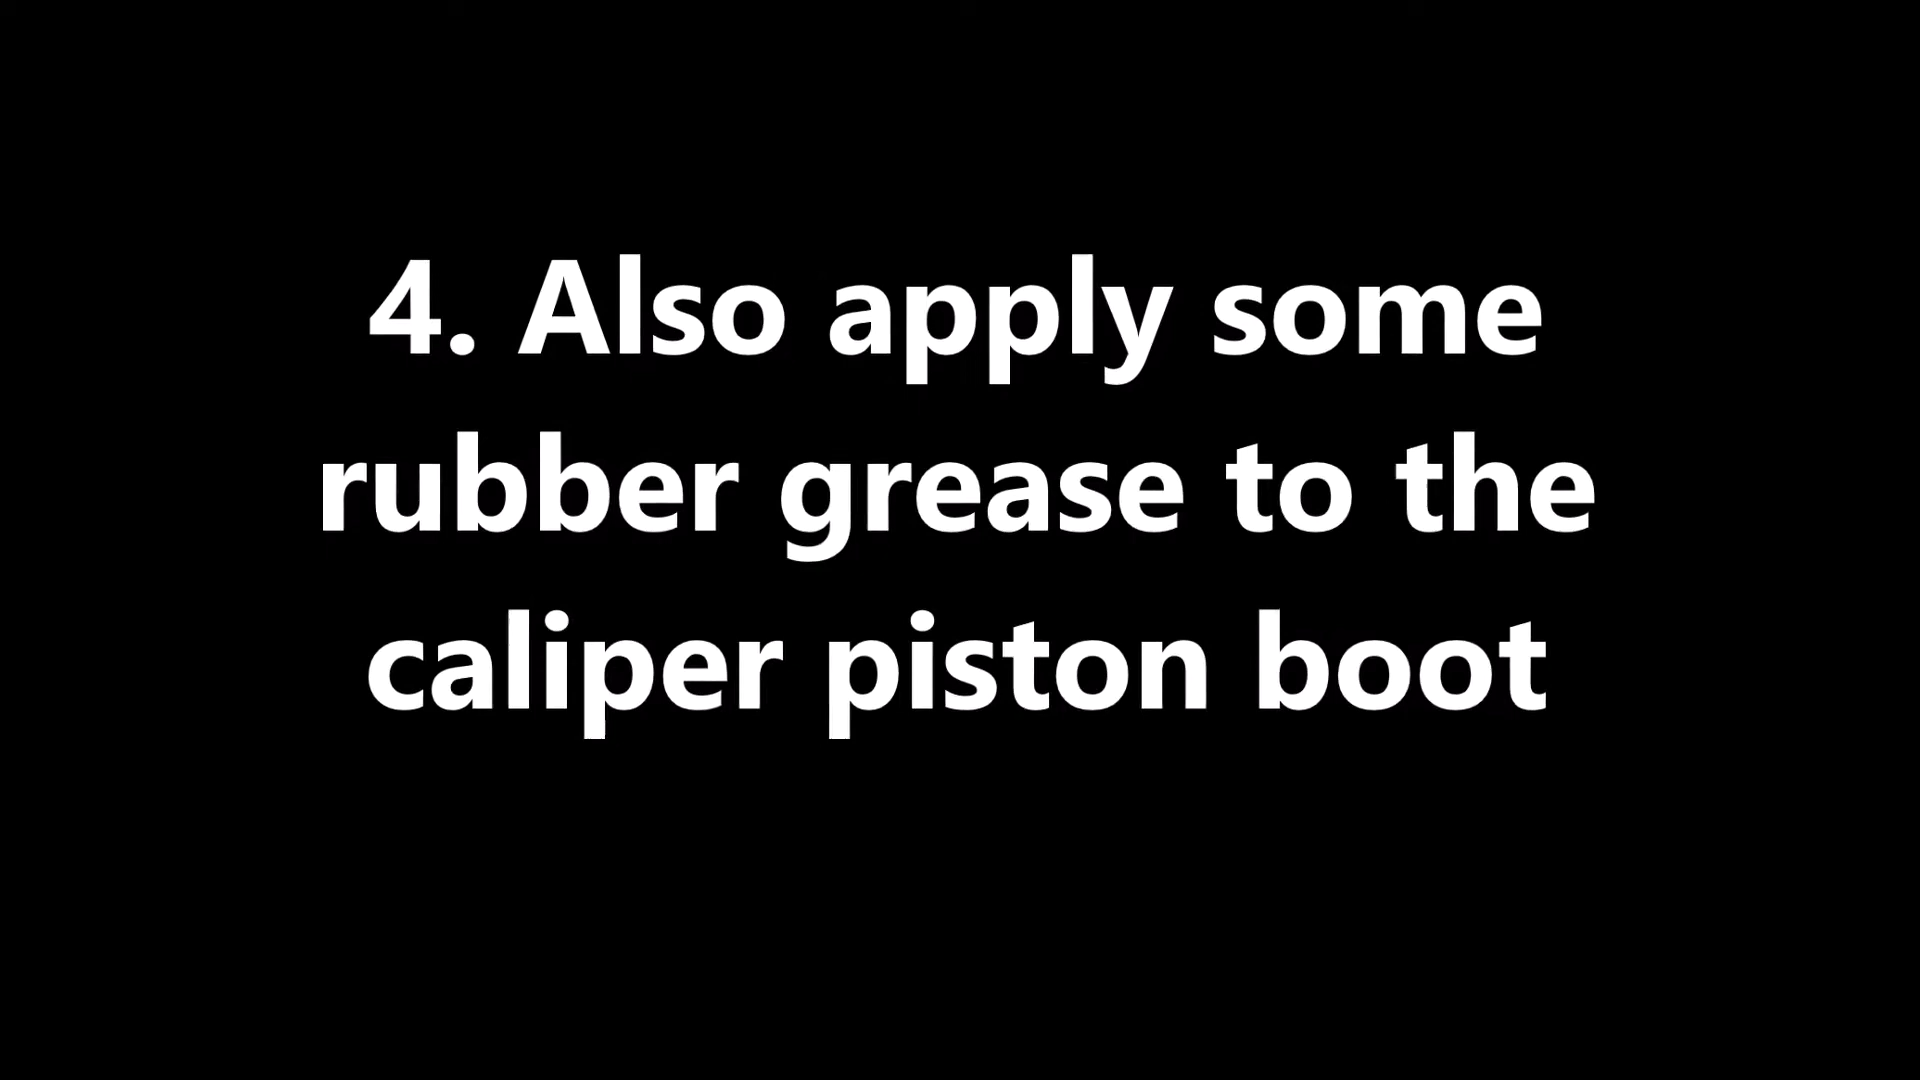 4. Also apply some
rubber grease to the
caliper piston boot